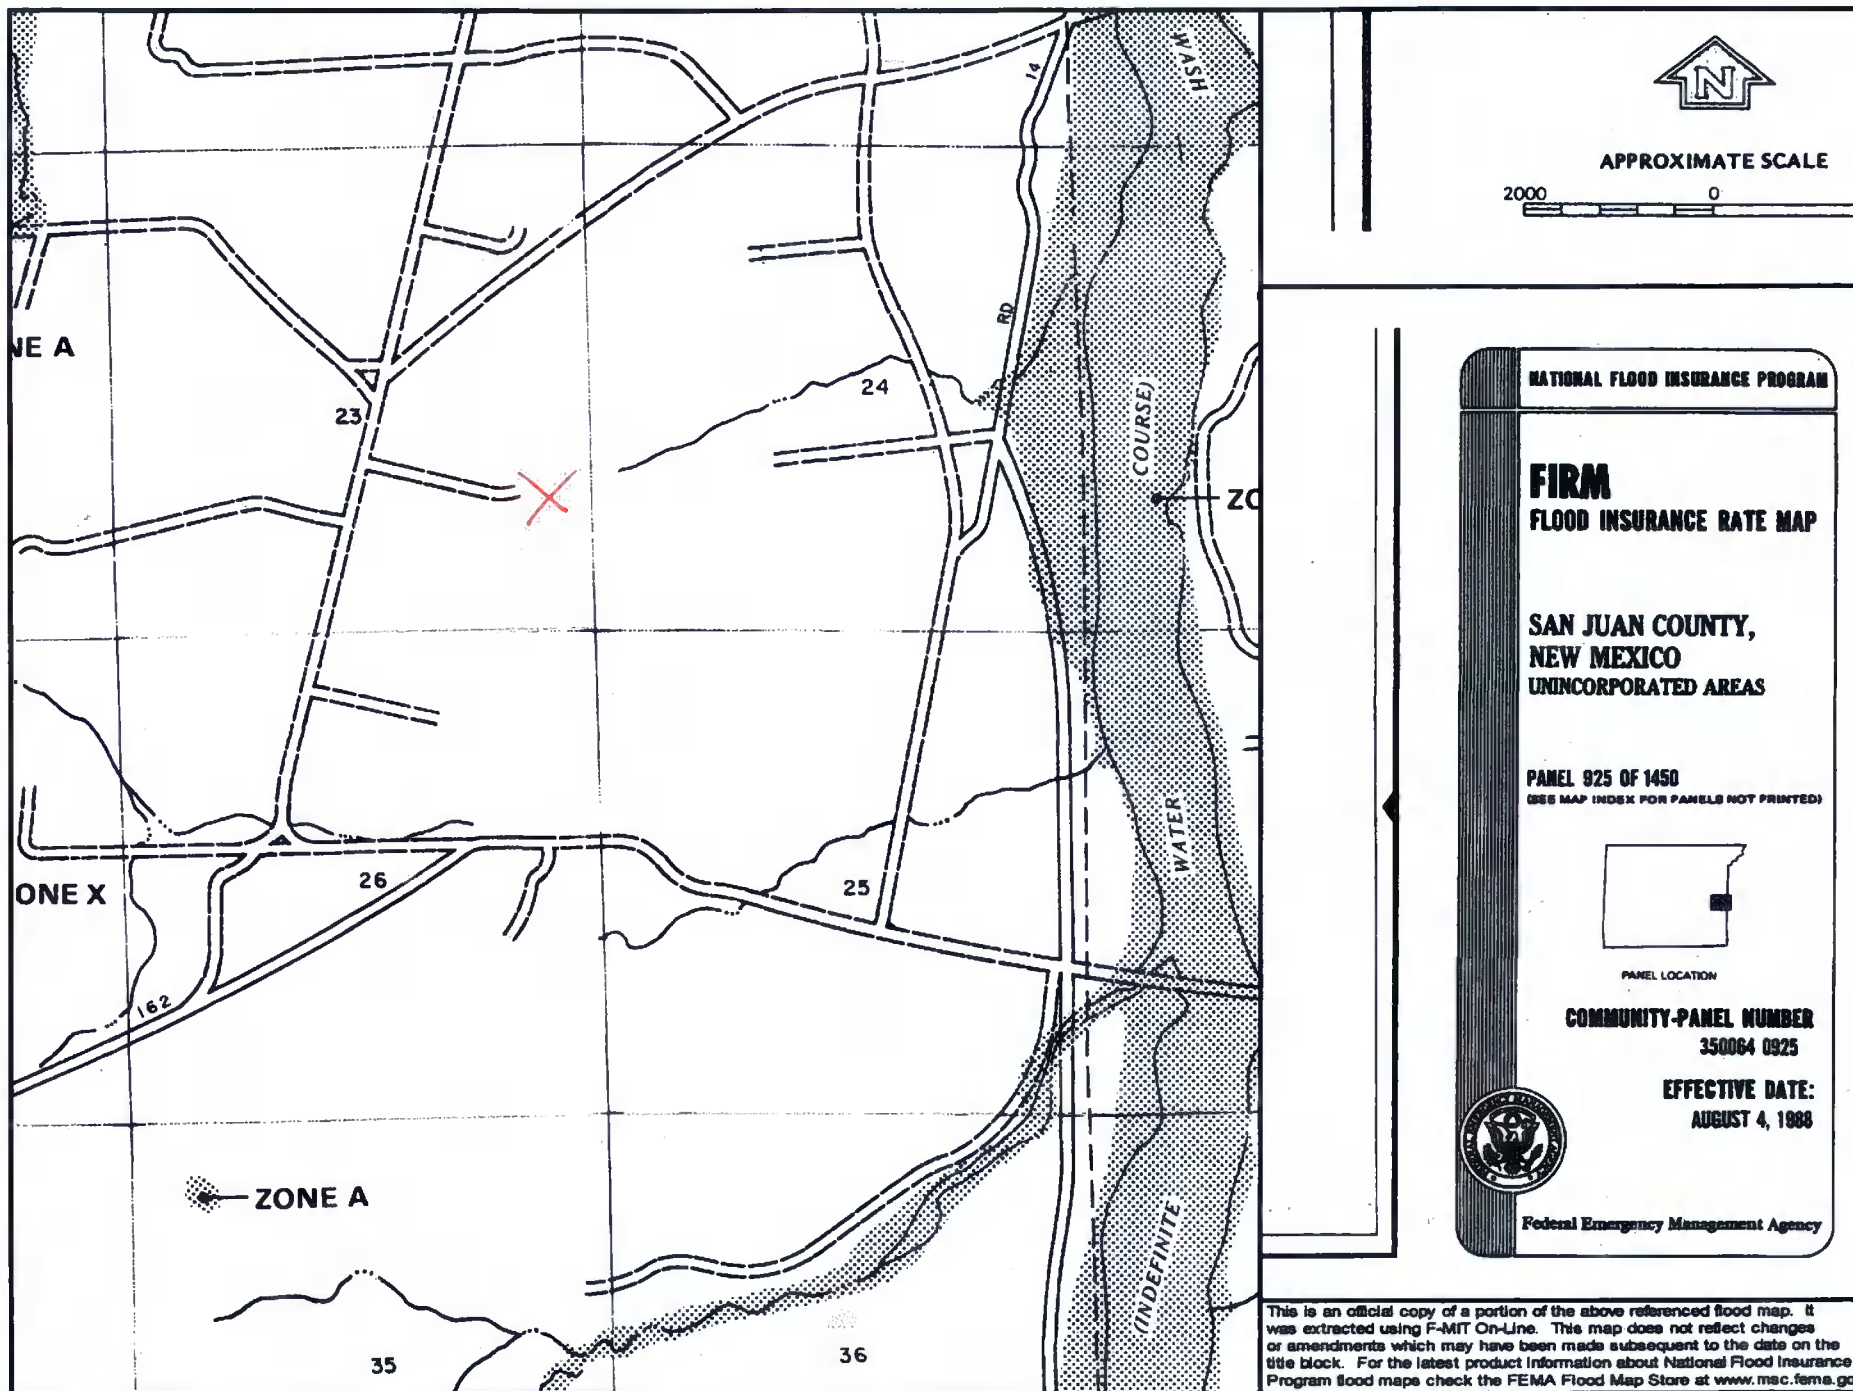 WASH
14
N
APPROXIMATE SCALE
2000 0
RD
NE A
23
24
COURSE)
ZO
NATIONAL FLOOD INSURANCE PROGRAM
FIRM
FLOOD INSURANCE RATE MAP
SAN JUAN COUNTY,
NEW MEXICO
UNINCORPORATED AREAS
PANEL 925 OF 1450
(SEE MAP INDEX FOR PANELS NOT PRINTED)
WATER
26
25
ONE X
162
PANEL LOCATION
COMMUNITY-PANEL NUMBER
350064 0925
EFFECTIVE DATE:
AUGUST 4, 1988
ZONE A
Federal Emergency Management Agency
(INDEFINITE
35
36
This is an official copy of a portion of the above referenced flood map. It
was extracted using F-MIT On-Line. This map does not reflect changes
or amendments which may have been made subsequent to the date on the
title block. For the latest product information about National Flood Insurance
Program flood maps check the FEMA Flood Map Store at www.msc.fema.go